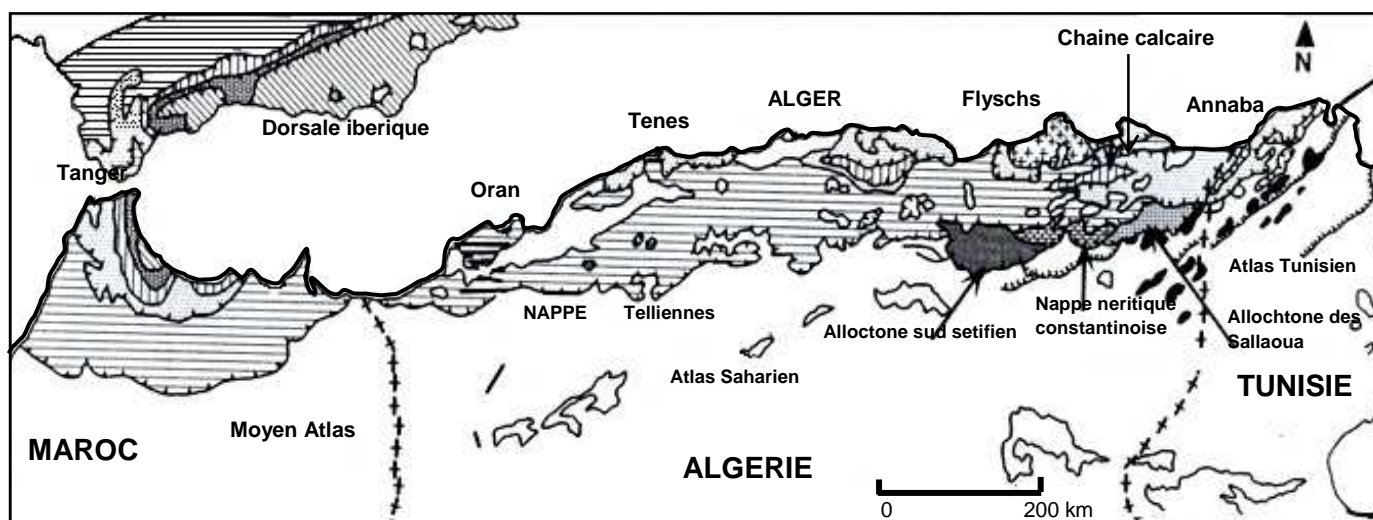 Chaine calcaire
N
ALGER
Flyschs
Annaba
Tenes
Dorsale iberique
Tanger
Oran
Atlas Tunisien
NAPPE
Telliennes
Nappe neritique
constantinoise
Alloctone sud setifien
Allochtone des
Sallaoua
Atlas Saharien
TUNISIE
Moyen Atlas
MAROC
ALGERIE
0
200 km